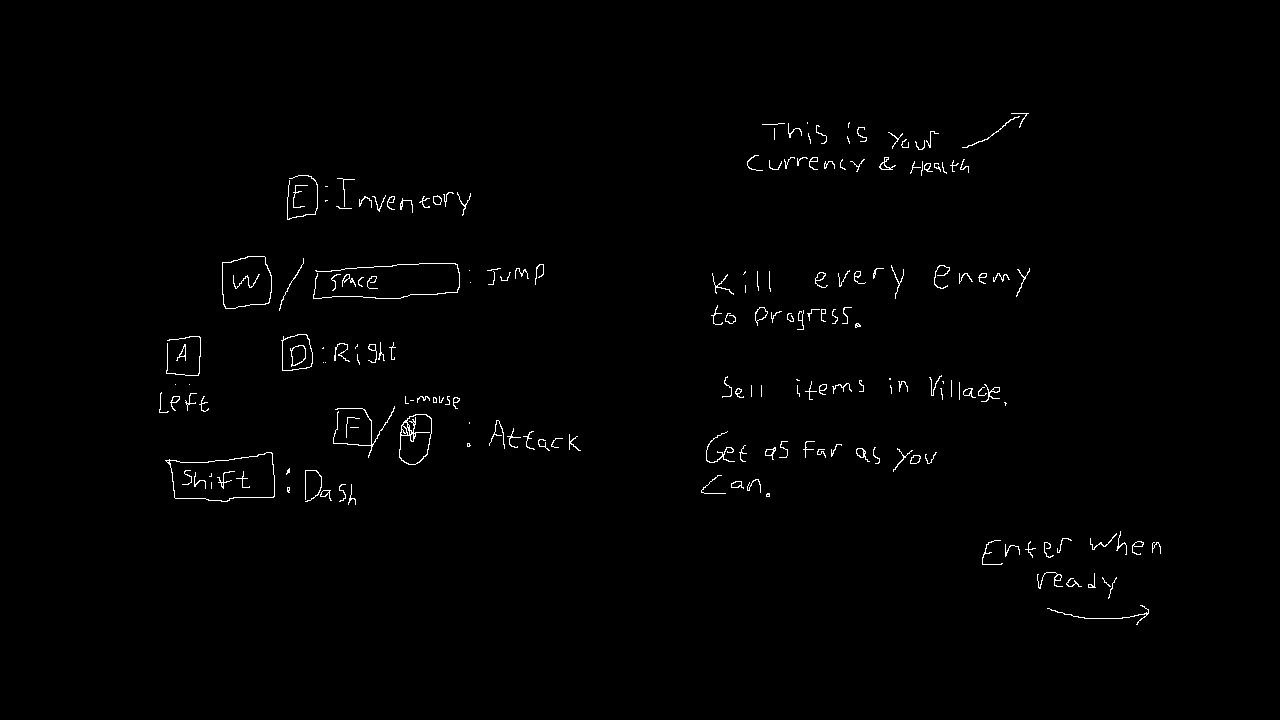 E : Inventory
W / Space : Jump
A D : Right
Left
L-mouse
F / : Attack
Shift : Dash
This is your
Currency & Health
Kill every enemy
to progress.
Sell items in Village.
Get as far as you
can.
Enter when
ready